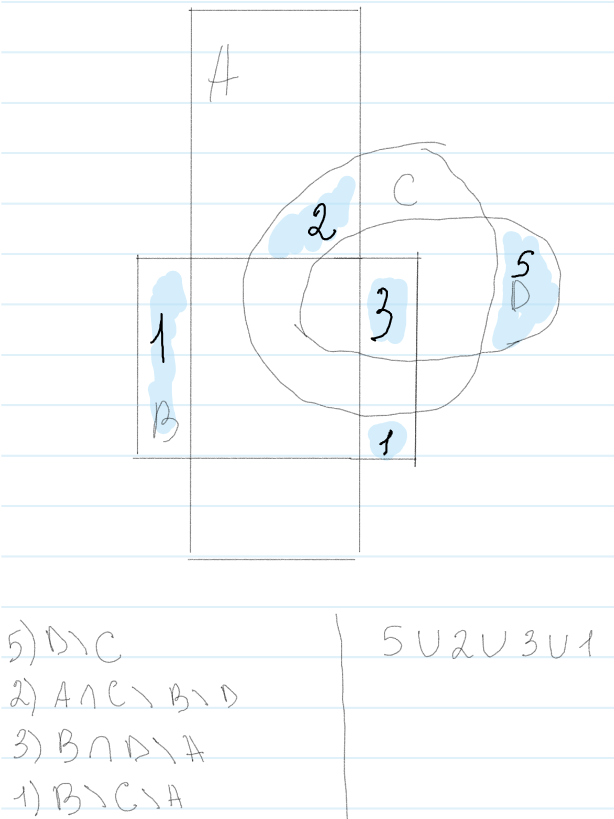 A
C
2
5
D
3
1
B
1
5) D \ C
5 ∪ 2 ∪ 3 ∪ 1
2) A ∩ C \ B \ D
3) B ∩ D \ A
1) B \ C \ A